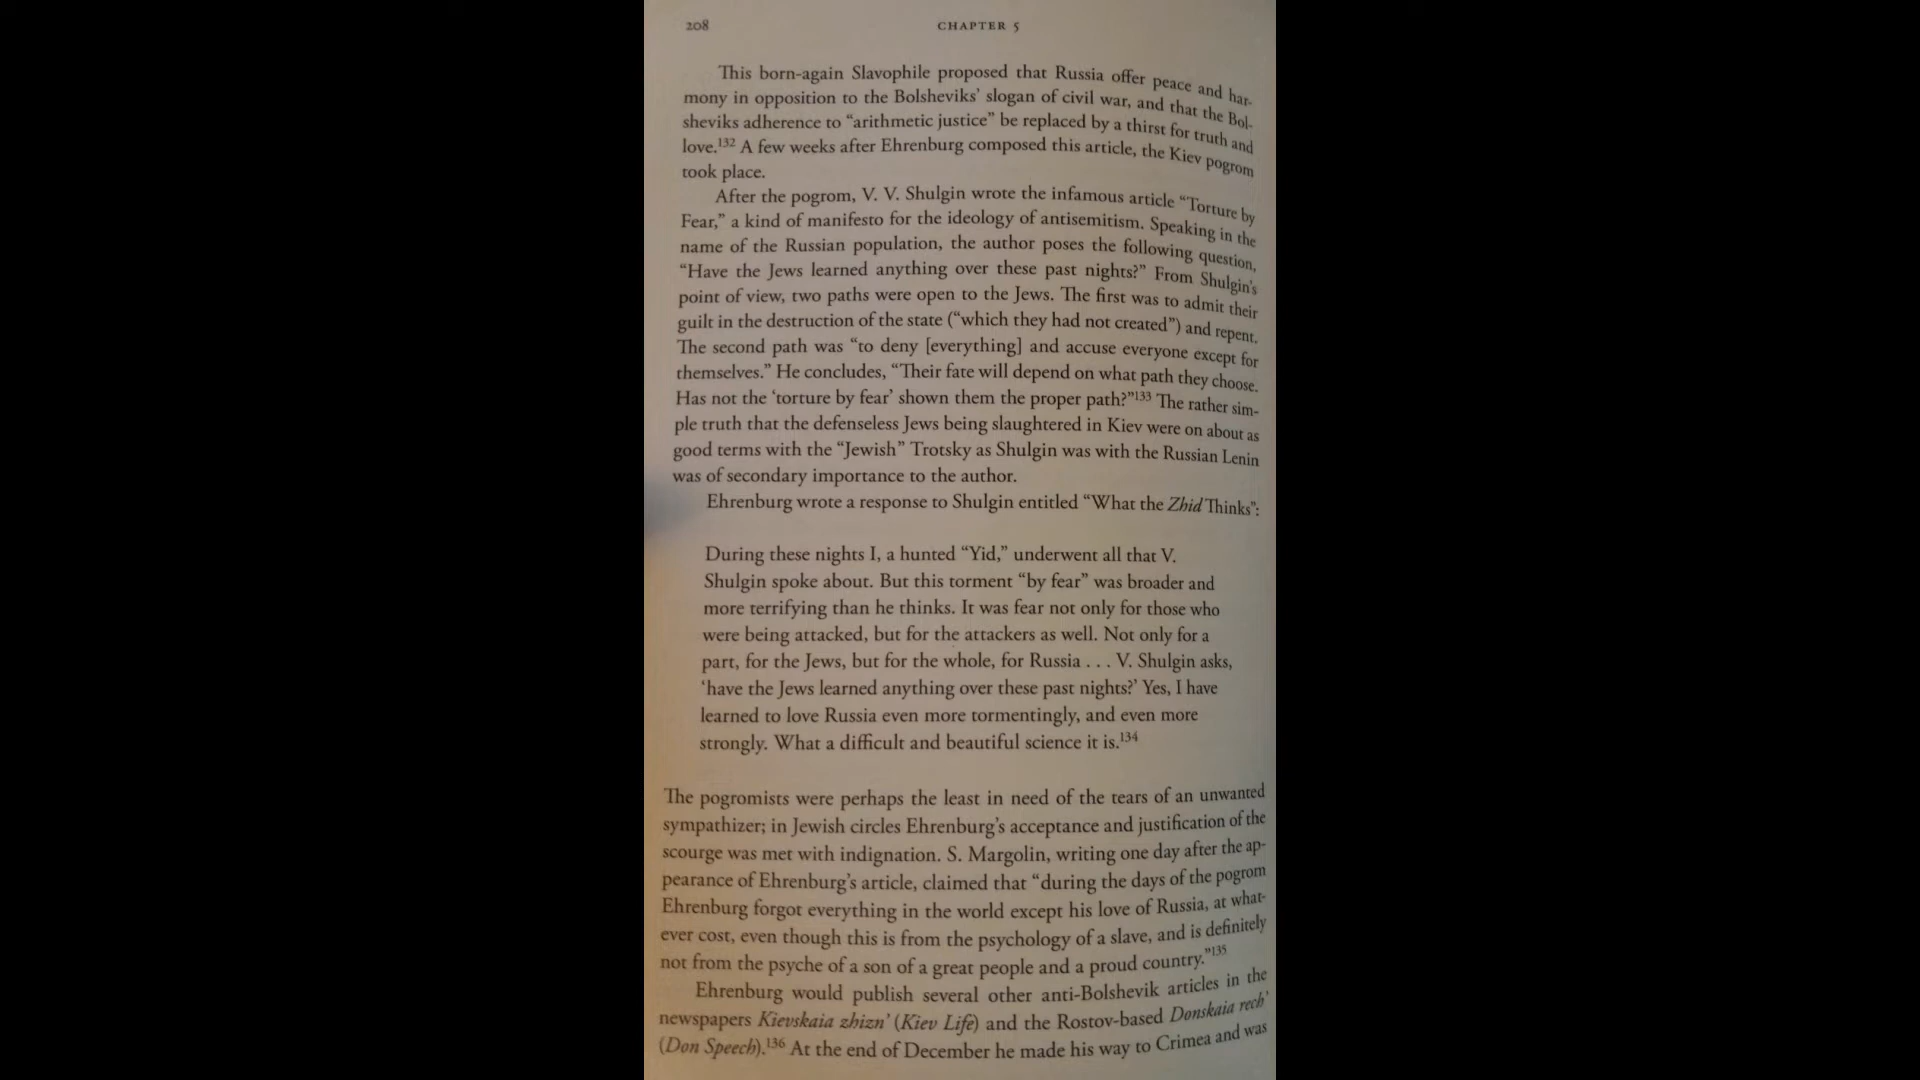 208
CHAPTER 5
This born-again Slavophile proposed that Russia offer peace and har-
mony in opposition to the Bolsheviks’ slogan of civil war, and that the Bol-
sheviks adherence to “arithmetic justice” be replaced by a thirst for truth and
love.132 A few weeks after Ehrenburg composed this article, the Kiev pogrom
took place.
After the pogrom, V. V. Shulgin wrote the infamous article “Torture by
Fear,” a kind of manifesto for the ideology of antisemitism. Speaking in the
name of the Russian population, the author poses the following question,
“Have the Jews learned anything over these past nights?” From Shulgin’s
point of view, two paths were open to the Jews. The first was to admit their
guilt in the destruction of the state (“which they had not created”) and repent.
The second path was “to deny [everything] and accuse everyone except for
themselves.” He concludes, “Their fate will depend on what path they choose.
Has not the ‘torture by fear’ shown them the proper path?”133 The rather sim-
ple truth that the defenseless Jews being slaughtered in Kiev were on about as
good terms with the “Jewish” Trotsky as Shulgin was with the Russian Lenin
was of secondary importance to the author.
Ehrenburg wrote a response to Shulgin entitled “What the Zhid Thinks”:
During these nights I, a hunted “Yid,” underwent all that V.
Shulgin spoke about. But this torment “by fear” was broader and
more terrifying than he thinks. It was fear not only for those who
were being attacked, but for the attackers as well. Not only for a
part, for the Jews, but for the whole, for Russia . . . V. Shulgin asks,
‘have the Jews learned anything over these past nights?’ Yes, I have
learned to love Russia even more tormentingly, and even more
strongly. What a difficult and beautiful science it is.134
The pogromists were perhaps the least in need of the tears of an unwanted
sympathizer; in Jewish circles Ehrenburg’s acceptance and justification of the
scourge was met with indignation. S. Margolin, writing one day after the ap-
pearance of Ehrenburg’s article, claimed that “during the days of the pogrom
Ehrenburg forgot everything in the world except his love of Russia, at what-
ever cost, even though this is from the psychology of a slave, and is definitely
not from the psyche of a son of a great people and a proud country.”135
Ehrenburg would publish several other anti-Bolshevik articles in the
newspapers Kievskaia zhizn’ (Kiev Life) and the Rostov-based Donskaia rech’
(Don Speech).136 At the end of December he made his way to Crimea and was